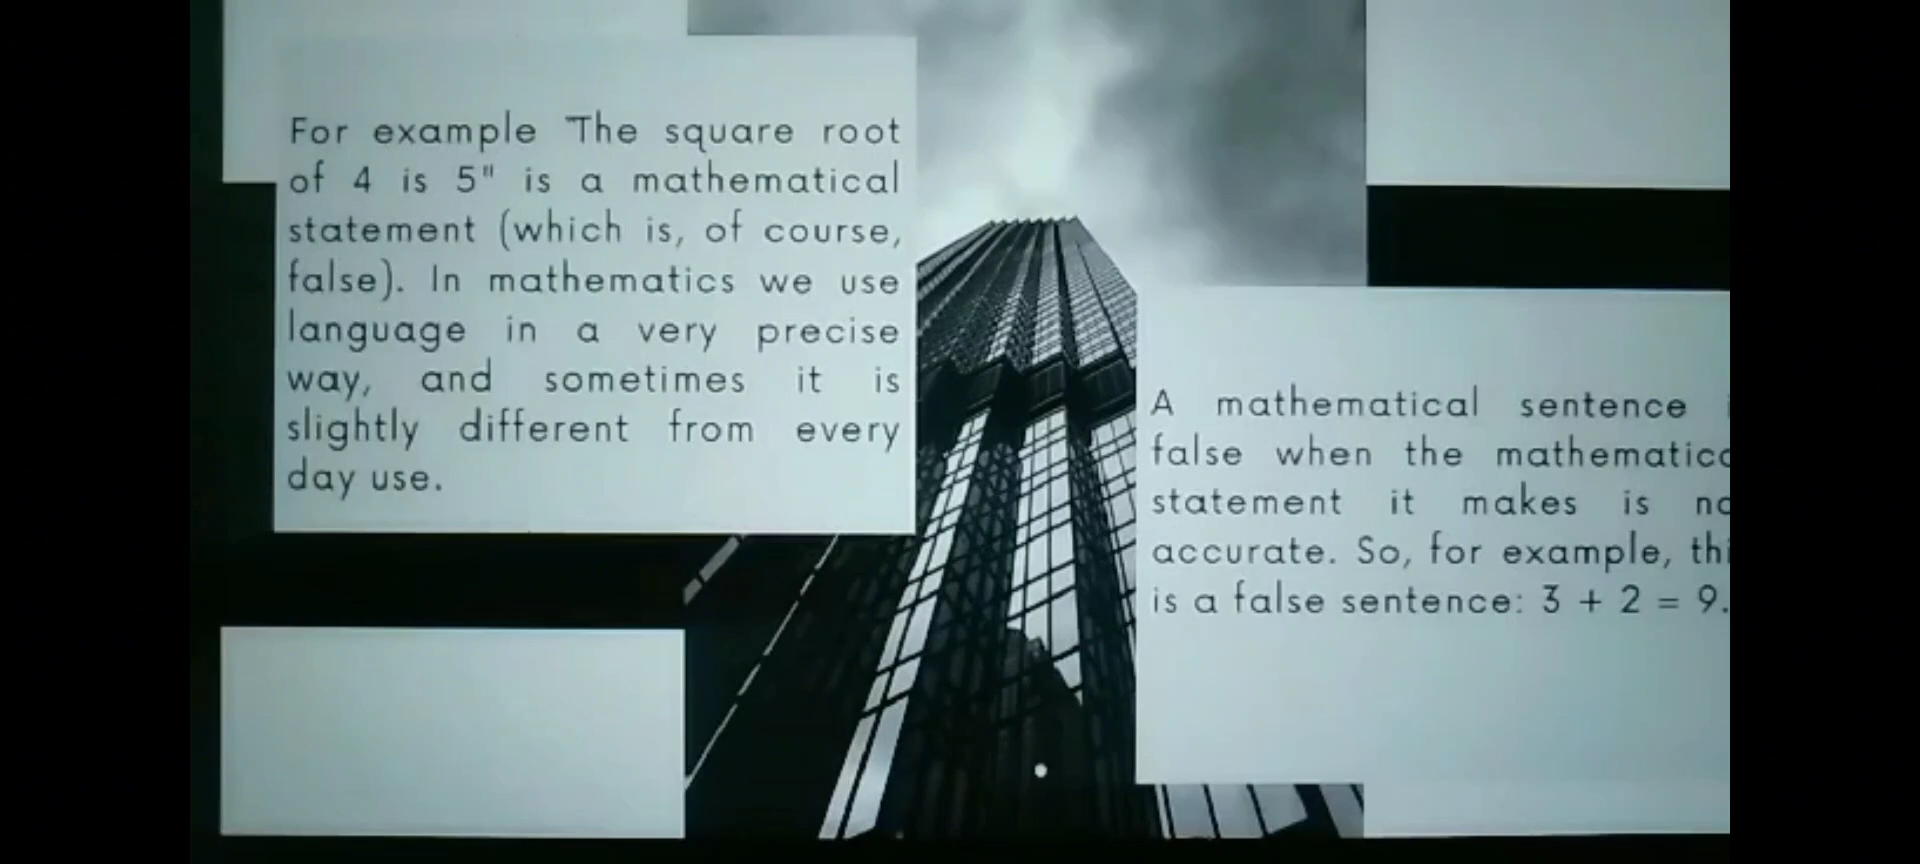 For example "The square root
of 4 is 5" is a mathematical
statement (which is, of course,
false). In mathematics we use
language in a very precise
way, and sometimes it is
slightly different from every
day use.
A mathematical sentence
false when the
statement it makes is
accurate. So, for example,
is a false sentence: 3 + 2 = 9.